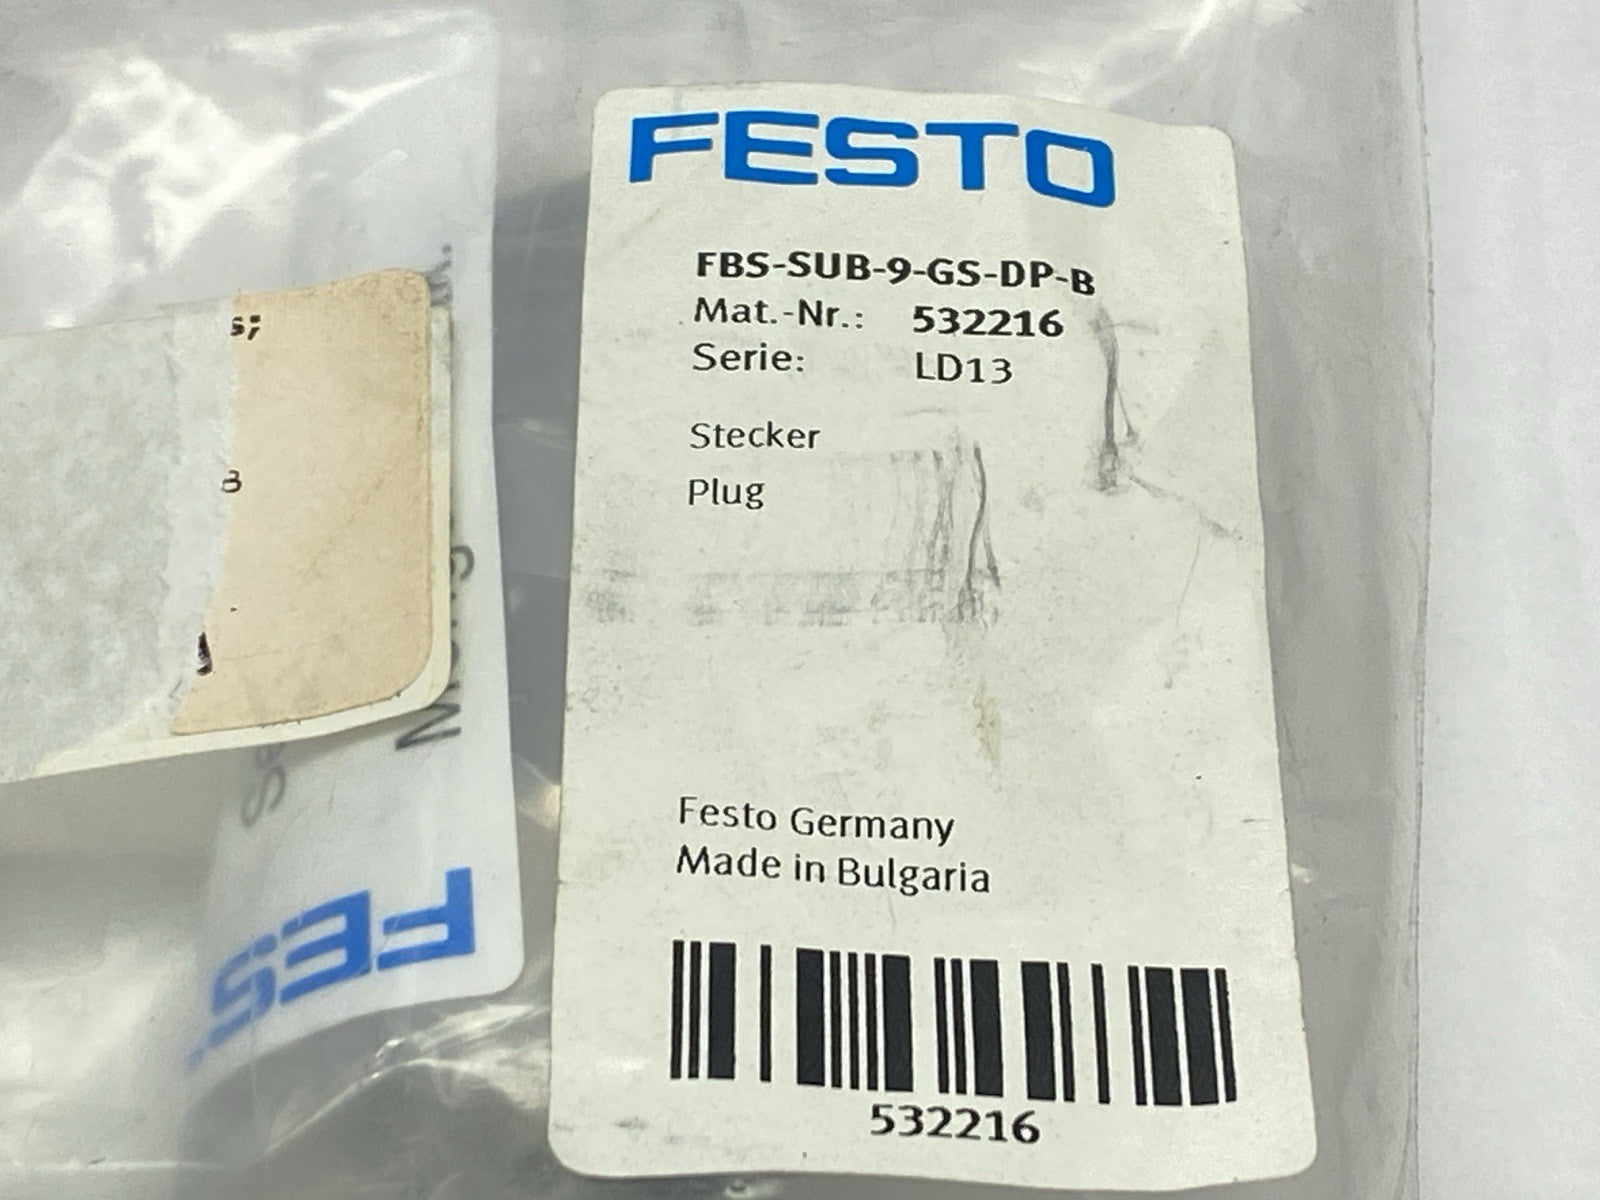 FESTO
FBS-SUB-9-GS-DP-B
Mat.-Nr.: 532216
Serie: LD13
Stecker
Plug
Festo Germany
Made in Bulgaria
532216
s;
FES